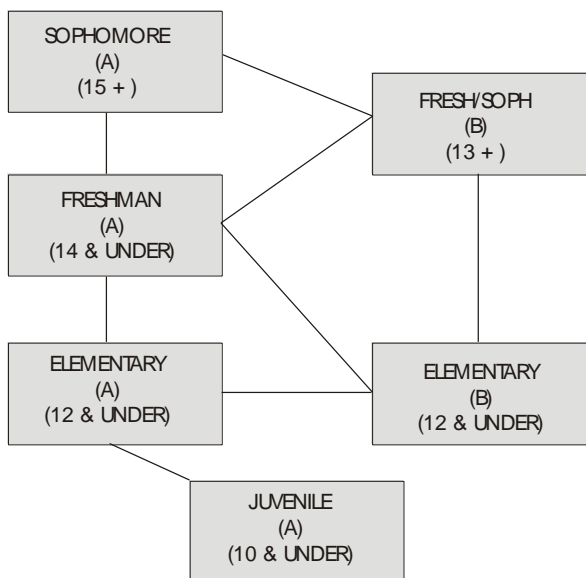 SOPHOMORE
(A)
(15 + )
FRESH/SOPH
(B)
(13 + )
FRESHMAN
(A)
(14 & UNDER)
ELEMENTARY
(A)
(12 & UNDER)
ELEMENTARY
(B)
(12 & UNDER)
JUVENILE
(A)
(10 & UNDER)